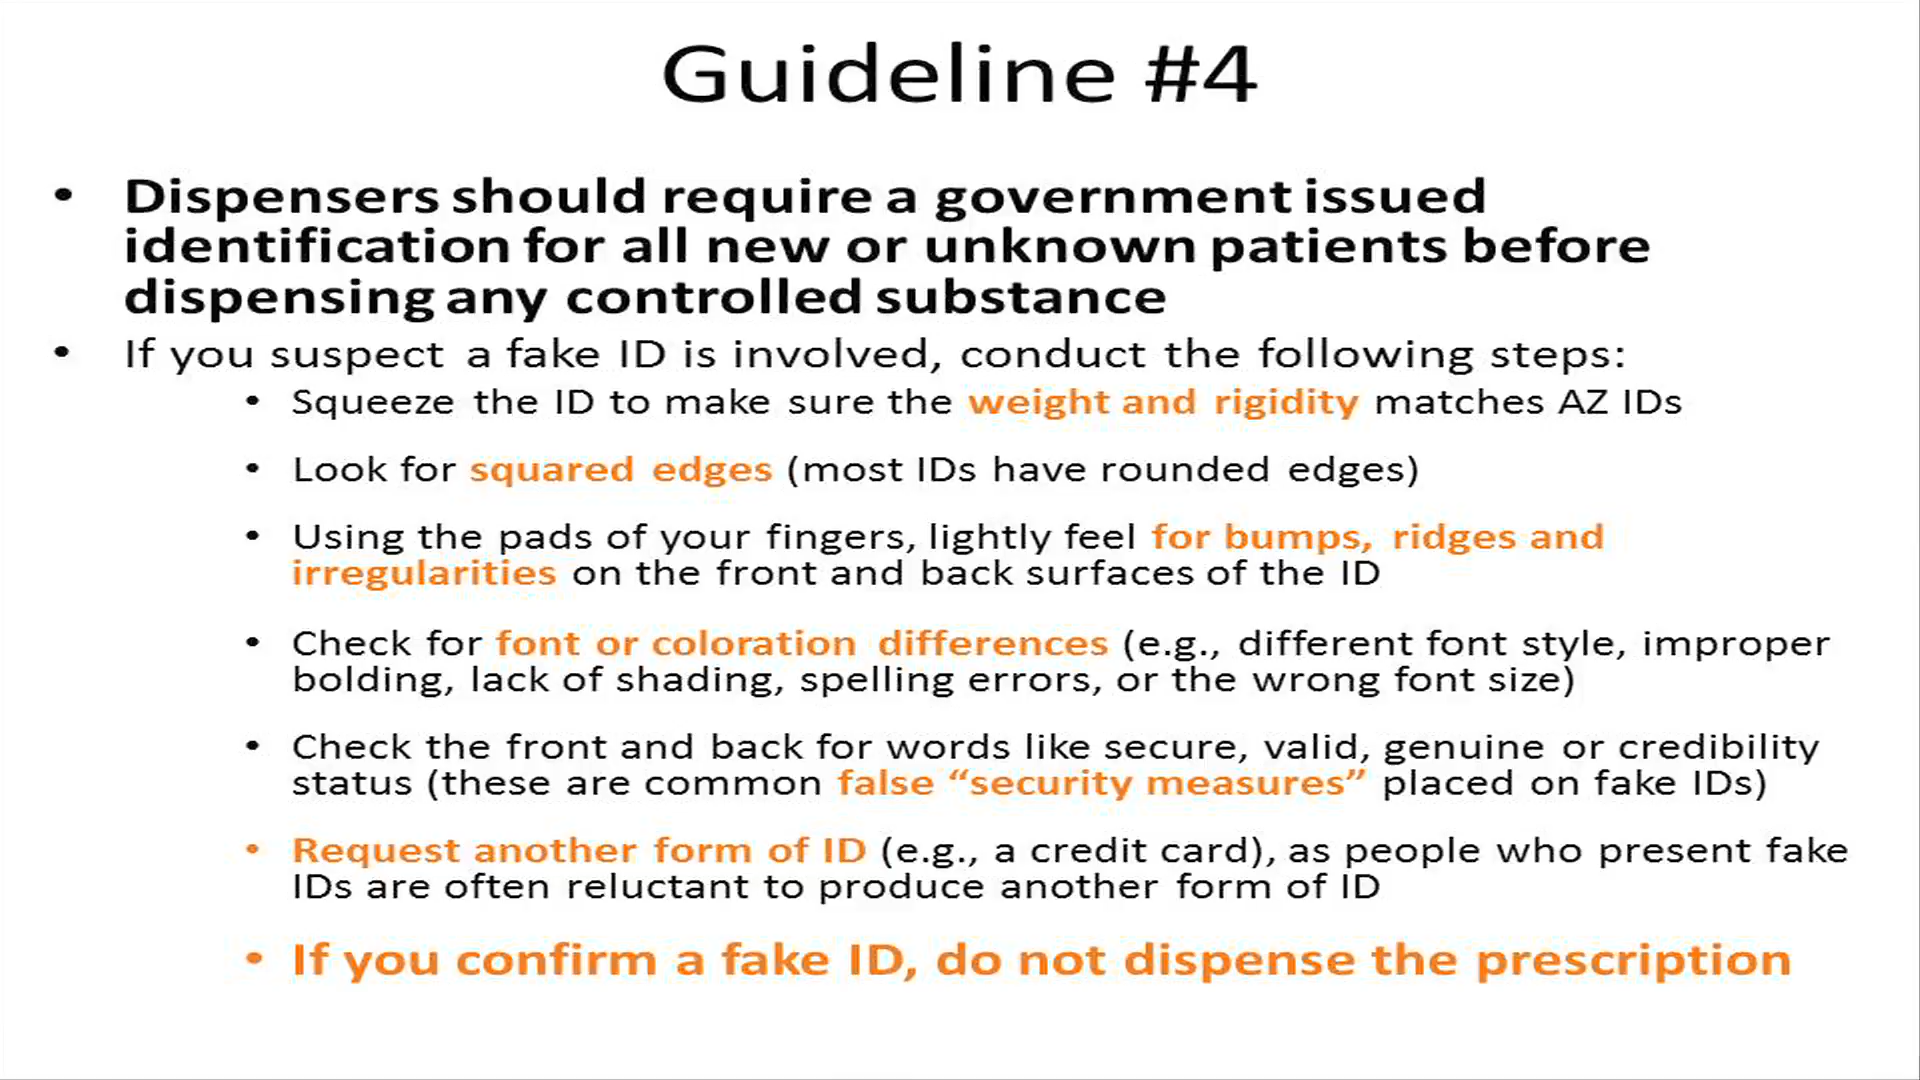 Guideline #4
• Dispensers should require a government issued
identification for all new or unknown patients before
dispensing any controlled substance
• If you suspect a fake ID is involved, conduct the following steps:
• Squeeze the ID to make sure the weight and rigidity matches AZ IDs
• Look for squared edges (most IDs have rounded edges)
• Using the pads of your fingers, lightly feel for bumps, ridges and
irregularities on the front and back surfaces of the ID
• Check for font or coloration differences (e.g., different font style, improper
bolding, lack of shading, spelling errors, or the wrong font size)
• Check the front and back for words like secure, valid, genuine or credibility
status (these are common false “security measures” placed on fake IDs)
• Request another form of ID (e.g., a credit card), as people who present fake
IDs are often reluctant to produce another form of ID
• If you confirm a fake ID, do not dispense the prescription